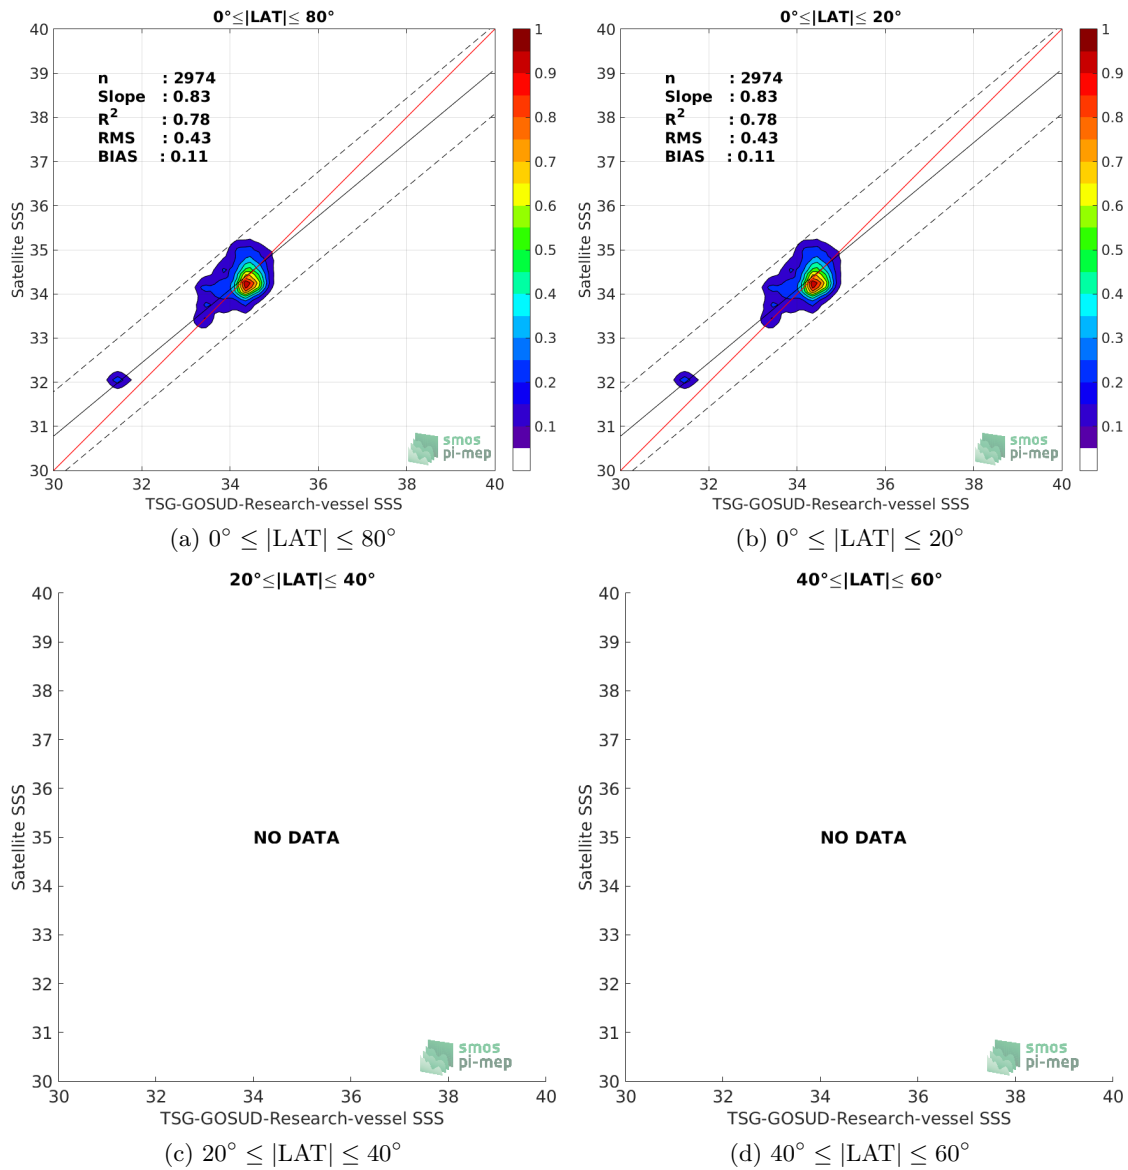 0°≤|LAT|≤ 80°
40
39
38
37
36
35
34
33
32
31
30
Satellite SSS
n : 2974
Slope : 0.83
R2 : 0.78
RMS : 0.43
BIAS : 0.11
smos
pi-mep
30 32 34 36 38 40
TSG-GOSUD-Research-vessel SSS
1
0.9
0.8
0.7
0.6
0.5
0.4
0.3
0.2
0.1
(a) 0° ≤ |LAT| ≤ 80°
0°≤|LAT|≤ 20°
40
39
38
37
36
35
34
33
32
31
30
Satellite SSS
n : 2974
Slope : 0.83
R2 : 0.78
RMS : 0.43
BIAS : 0.11
smos
pi-mep
30 32 34 36 38 40
TSG-GOSUD-Research-vessel SSS
1
0.9
0.8
0.7
0.6
0.5
0.4
0.3
0.2
0.1
(b) 0° ≤ |LAT| ≤ 20°
20°≤|LAT|≤ 40°
40
39
38
37
36
35
34
33
32
31
30
Satellite SSS
NO DATA
smos
pi-mep
30 32 34 36 38 40
TSG-GOSUD-Research-vessel SSS
(c) 20° ≤ |LAT| ≤ 40°
40°≤|LAT|≤ 60°
40
39
38
37
36
35
34
33
32
31
30
Satellite SSS
NO DATA
smos
pi-mep
30 32 34 36 38 40
TSG-GOSUD-Research-vessel SSS
(d) 40° ≤ |LAT| ≤ 60°